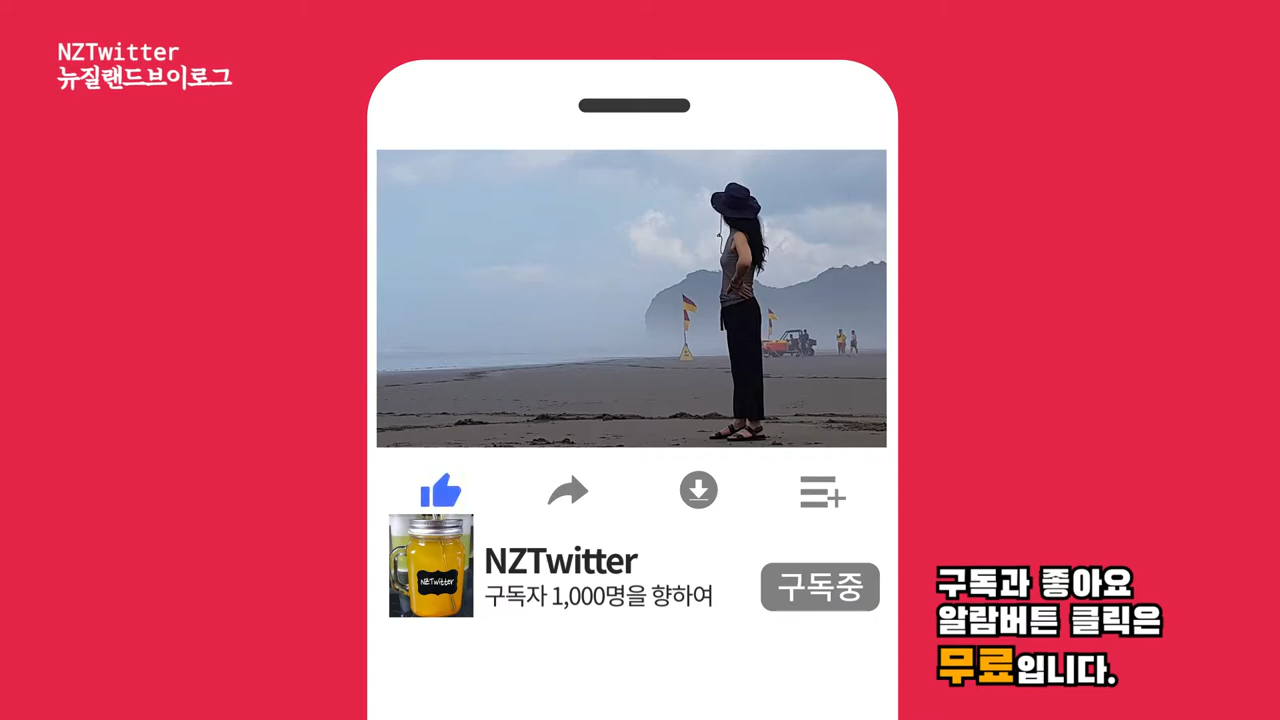 NZTwitter
뉴질랜드브이로그
NZTwitter
NZTwitter
구독자 1,000명을 향하여
구독중
구독과 좋아요
알람버튼 클릭은
무료입니다.